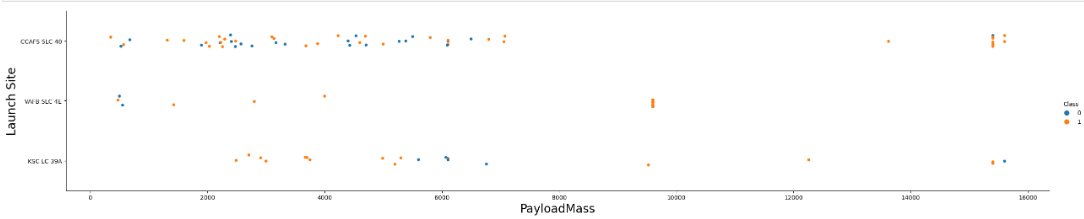 CCAFS SLC 40
VAFB SLC 4E
KSC LC 39A
Launch Site
0 2000 4000 6000 8000 10000 12000 14000 16000
PayloadMass
Class
0
1